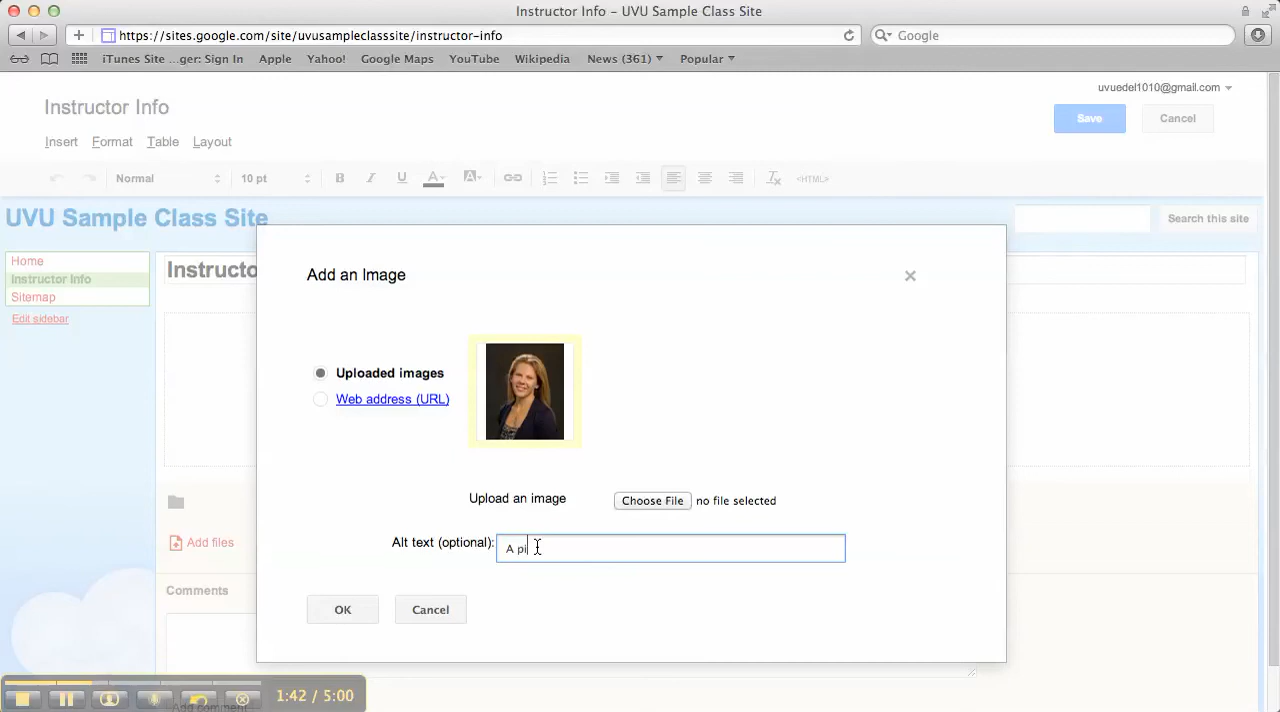 Instructor Info – UVU Sample Class Site
https://sites.google.com/site/uvusampleclasssite/instructor-info
Google
iTunes Site ...ger: Sign In Apple Yahoo! Google Maps YouTube Wikipedia News (361) Popular
uvuedel1010@gmail.com
Instructor Info
Save Cancel
Insert Format Table Layout
Normal 10 pt B I U A A <HTML>
UVU Sample Class Site
Search this site
Home
Instructor Info
Sitemap
Edit sidebar
Instructo
Add an Image
Uploaded images
Web address (URL)
Upload an image Choose File no file selected
Alt text (optional): A pi
OK Cancel
Add files
Comments
Add comment
1:42 / 5:00